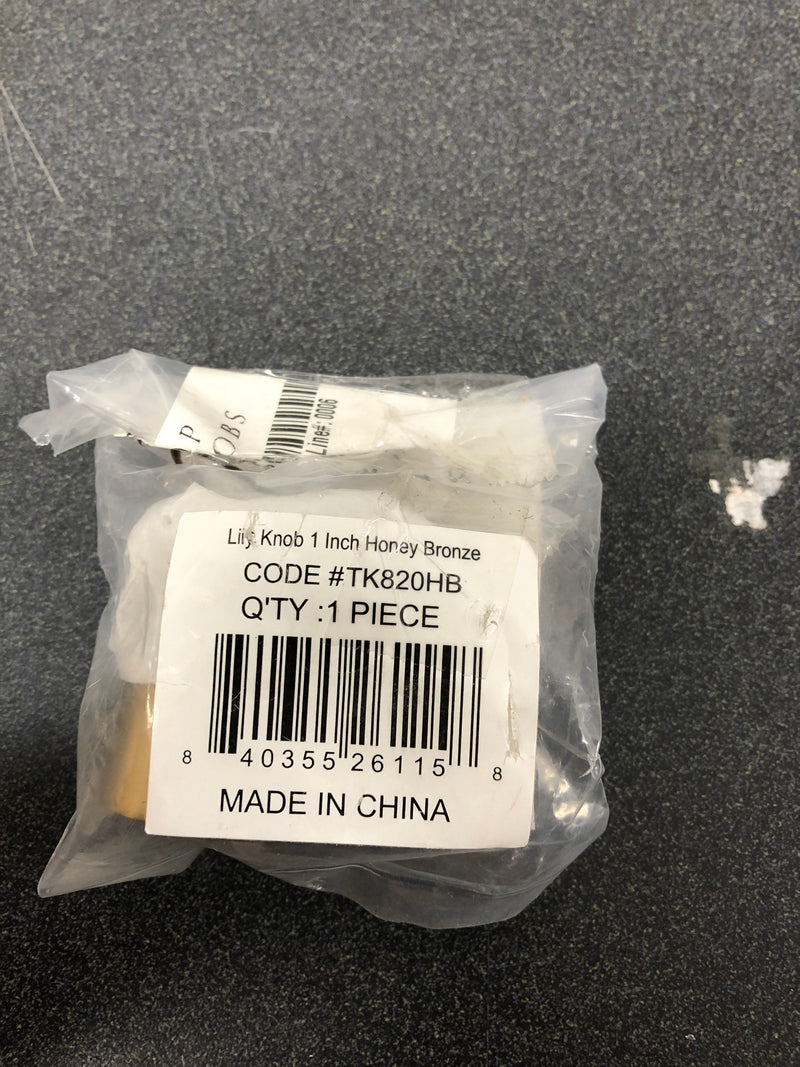 P
OBS
Line#: 0006
Lily Knob 1 Inch Honey Bronze
CODE #TK820HB
Q'TY :1 PIECE
8 40355 26115 8
MADE IN CHINA